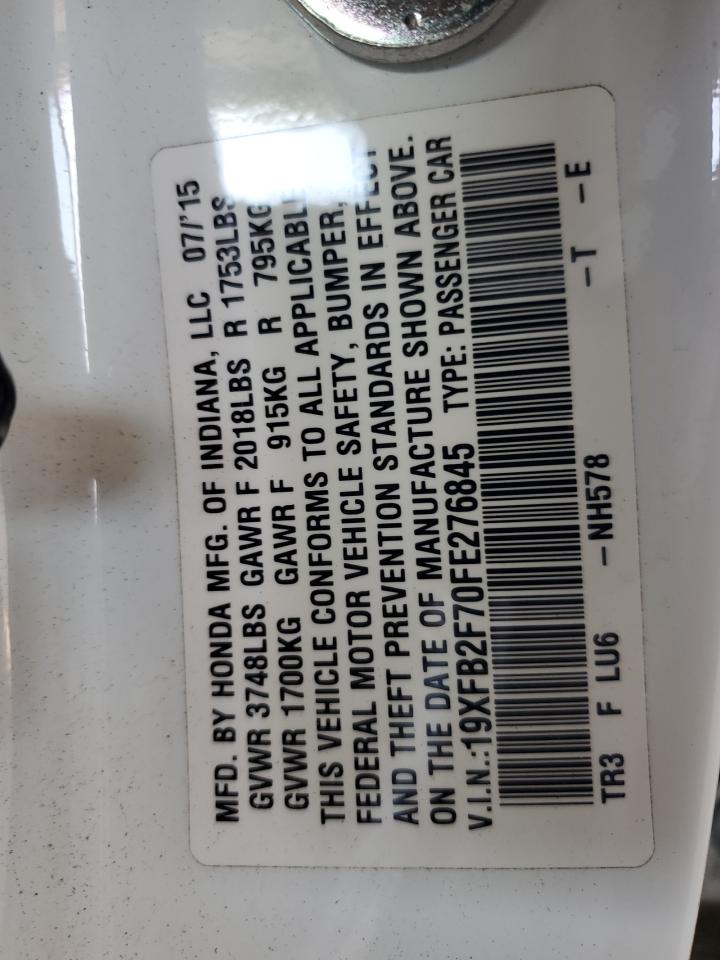 MFD. BY HONDA MFG. OF INDIANA, LLC 07/'15
GVWR 3748LBS GAWR F 2018LBS R 1753LBS
GVWR 1700KG GAWR F 915KG R 795KG
THIS VEHICLE CONFORMS TO ALL APPLICABLE
FEDERAL MOTOR VEHICLE SAFETY, BUMPER,
AND THEFT PREVENTION STANDARDS IN EFFECT
ON THE DATE OF MANUFACTURE SHOWN ABOVE.
V.I.N.:19XFB2F70FE276845 TYPE: PASSENGER CAR
TR3 F LU6 -NH578 -T -E